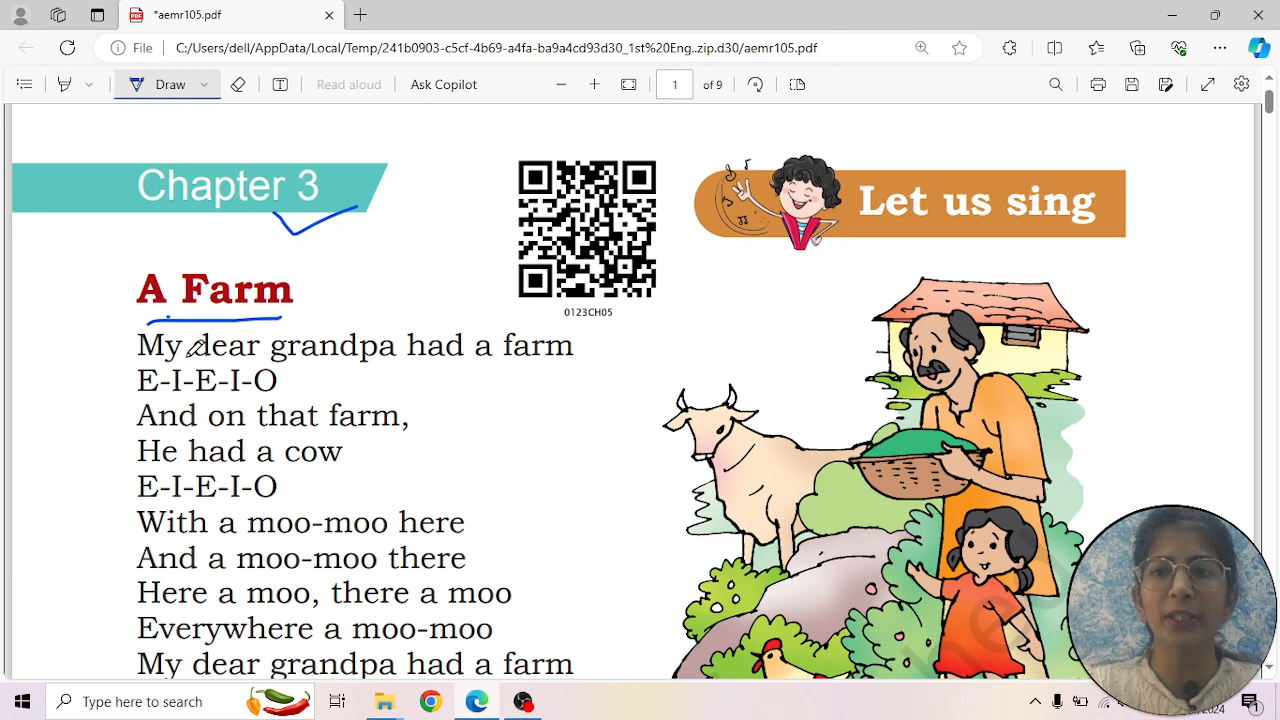 *aemr105.pdf
File
C:/Users/dell/AppData/Local/Temp/241b0903-c5cf-4b69-a4fa-ba3a4cd93d30_1st%20Eng..zip.d30/aemr105.pdf
Draw
Read aloud
Ask Copilot
1 of 9
Chapter 3
Let us sing
0123CH05
A Farm
My dear grandpa had a farm
E-I-E-I-O
And on that farm,
He had a cow
E-I-E-I-O
With a moo-moo here
And a moo-moo there
Here a moo, there a moo
Everywhere a moo-moo
My dear grandpa had a farm
Type here to search